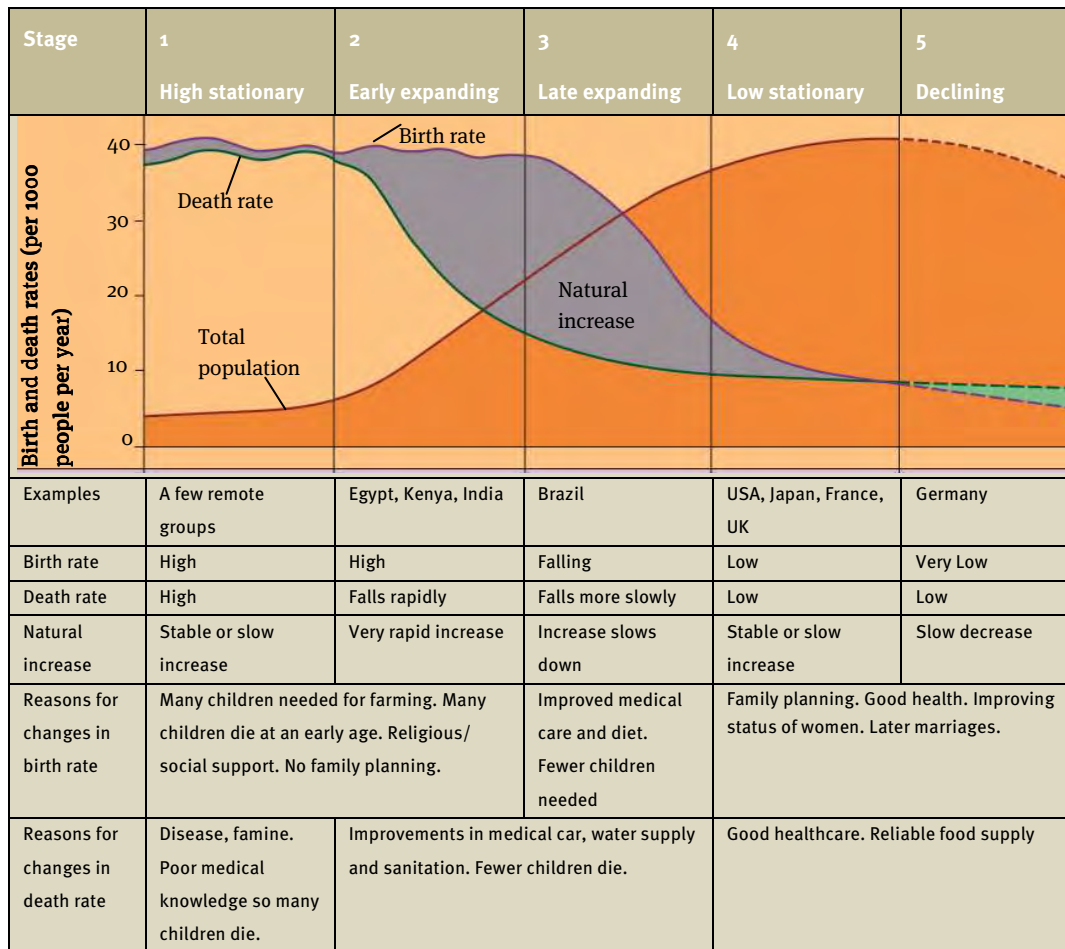 Stage
1
High stationary
2
Early expanding
3
Late expanding
4
Low stationary
5
Declining
Birth and death rates (per 1000
people per year)
40
30
20
10
0
Birth rate
Death rate
Total
population
Natural
increase
Examples
A few remote
groups
Egypt, Kenya, India
Brazil
USA, Japan, France,
UK
Germany
Birth rate
High
High
Falling
Low
Very Low
Death rate
High
Falls rapidly
Falls more slowly
Low
Low
Natural
increase
Stable or slow
increase
Very rapid increase
Increase slows
down
Stable or slow
increase
Slow decrease
Reasons for
changes in
birth rate
Many children needed for farming. Many
children die at an early age. Religious/
social support. No family planning.
Improved medical
care and diet.
Fewer children
needed
Family planning. Good health. Improving
status of women. Later marriages.
Reasons for
changes in
death rate
Disease, famine.
Poor medical
knowledge so many
children die.
Improvements in medical car, water supply
and sanitation. Fewer children die.
Good healthcare. Reliable food supply